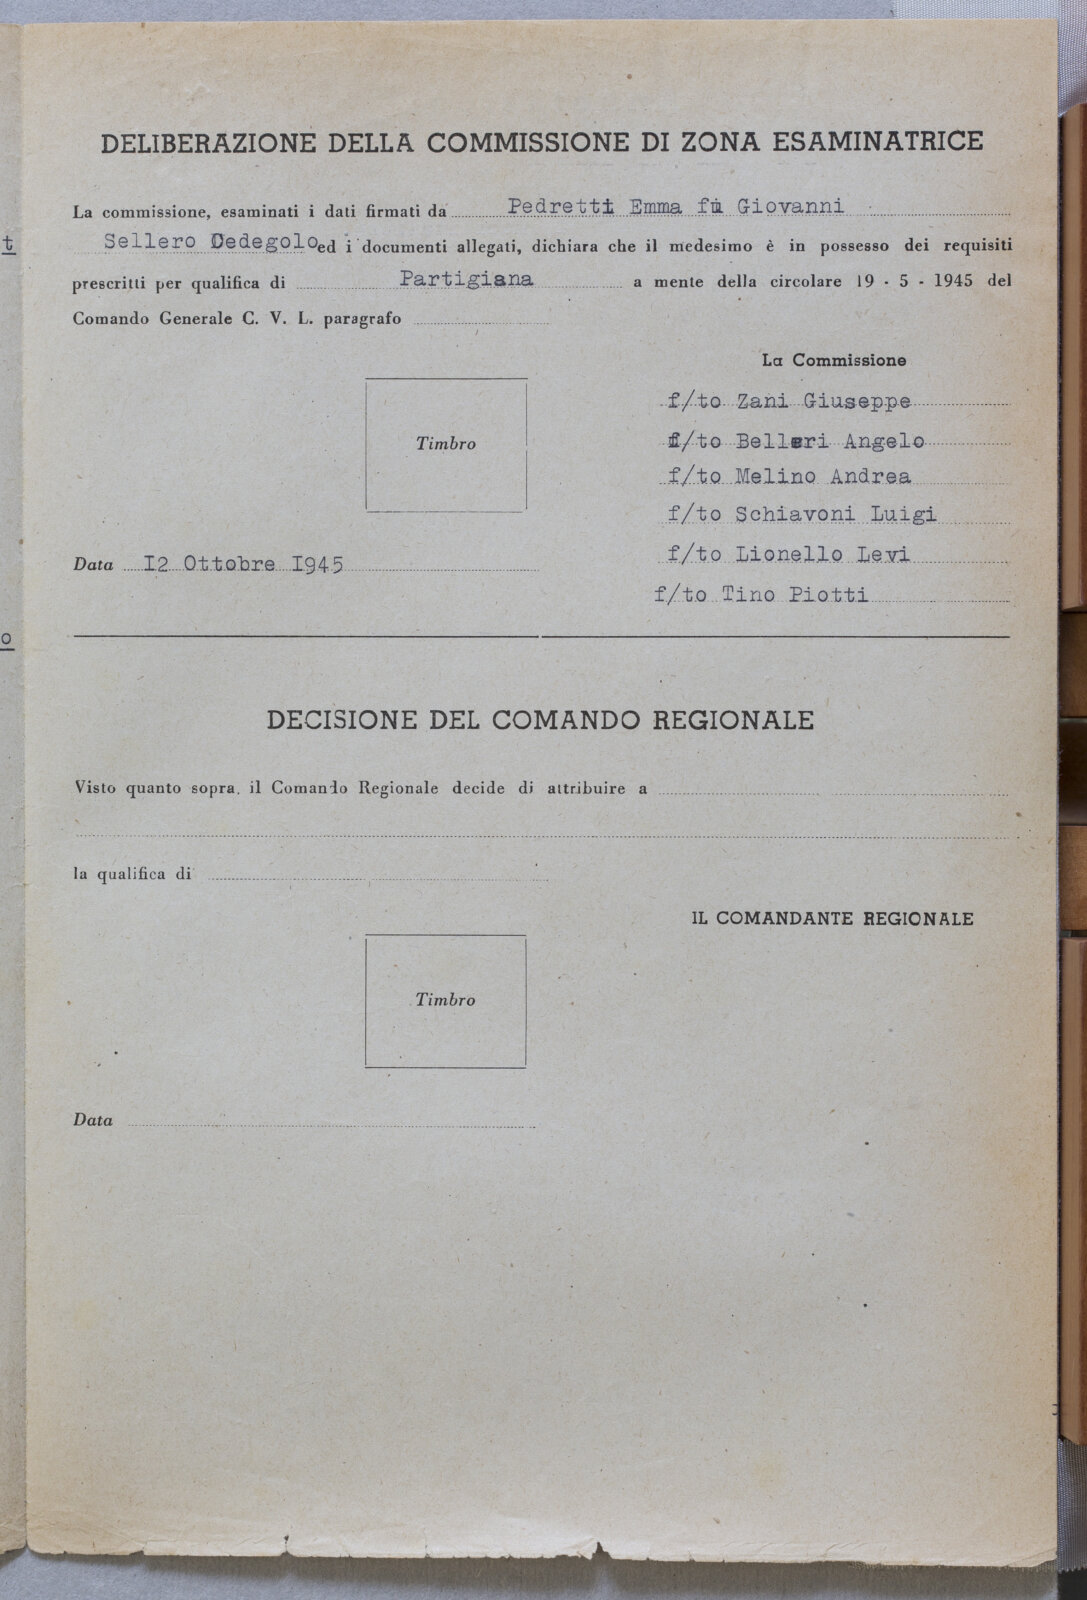 DELIBERAZIONE DELLA COMMISSIONE DI ZONA ESAMINATRICE
La commissione, esaminati i dati firmati da Pedretti Emma fù Giovanni
Sellero Cedegolo ed i documenti allegati, dichiara che il medesimo è in possesso dei requisiti
prescritti per qualifica di Partigiana a mente della circolare 19 - 5 - 1945 del
Comando Generale C. V. L. paragrafo
La Commissione
f/to Zani Giuseppe
f/to Belleri Angelo
Timbro
f/to Melino Andrea
f/to Schiavoni Luigi
f/to Lionello Levi
Data 12 Ottobre 1945
f/to Tino Piotti
DECISIONE DEL COMANDO REGIONALE
Visto quanto sopra, il Comando Regionale decide di attribuire a
la qualifica di
IL COMANDANTE REGIONALE
Timbro
Data
t
o